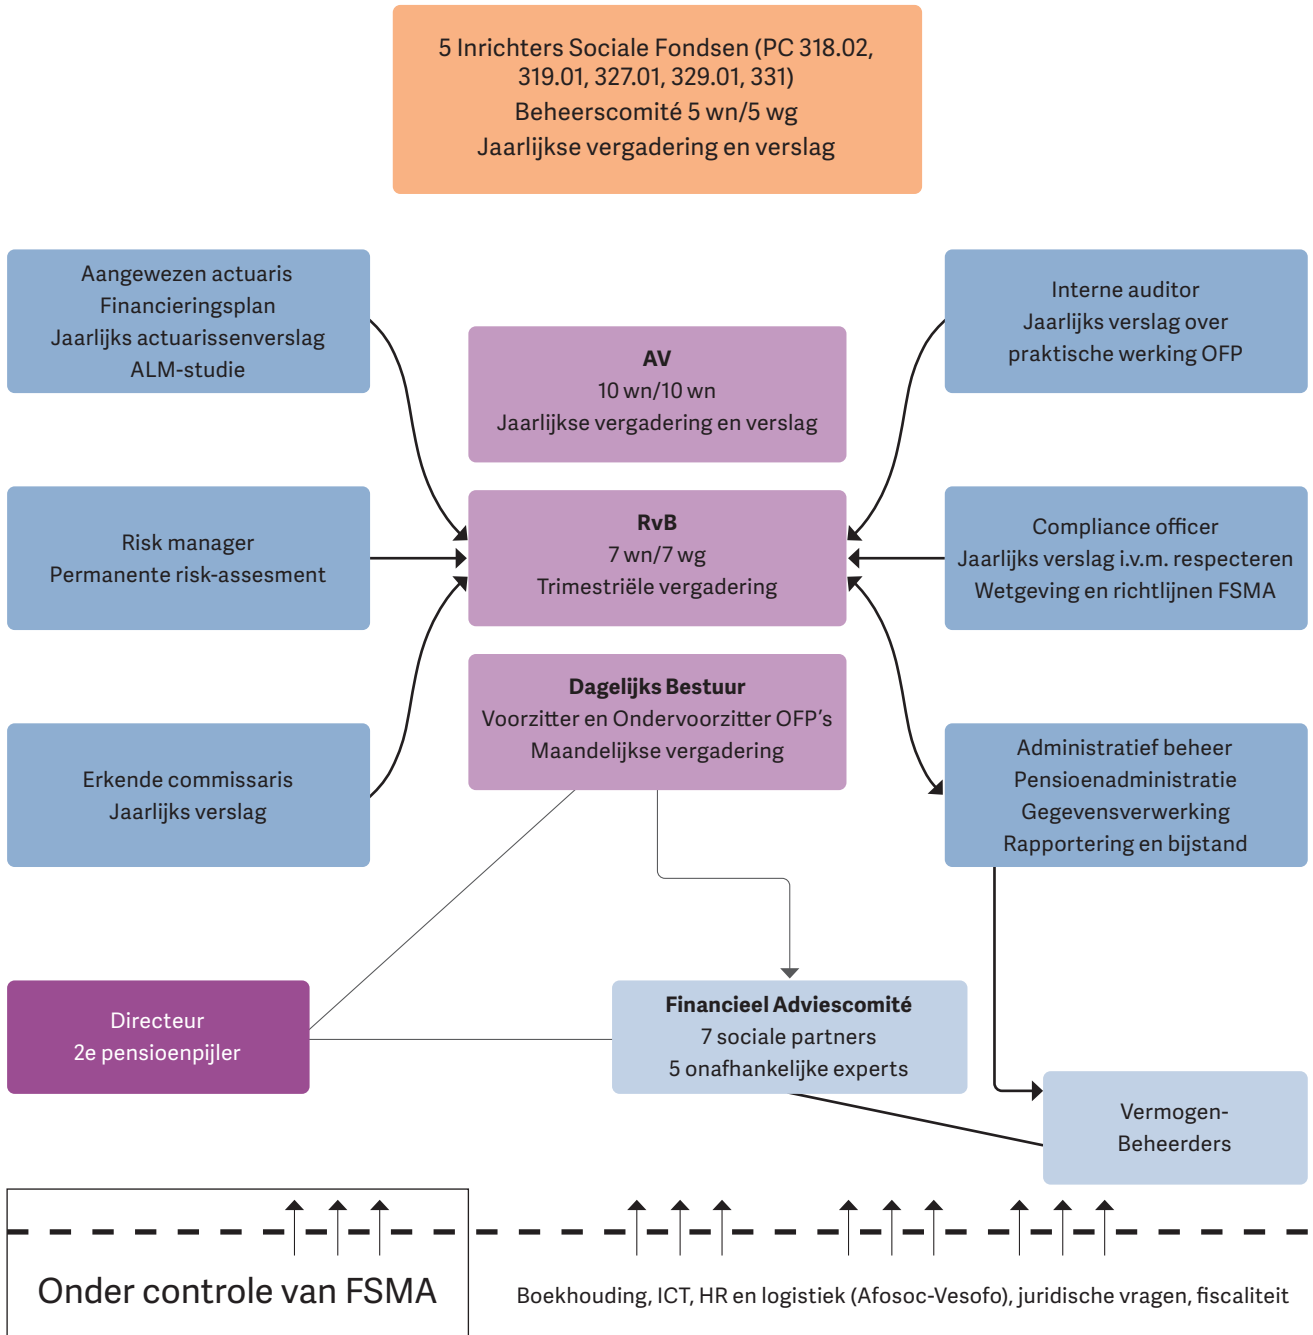 5 Inrichters Sociale Fondsen (PC 318.02,
319.01, 327.01, 329.01, 331)
Beheerscomité 5 wn/5 wg
Jaarlijkse vergadering en verslag
Aangewezen actuaris
Financieringsplan
Jaarlijks actuarissenverslag
ALM-studie
Interne auditor
Jaarlijks verslag over
praktische werking OFP
AV
10 wn/10 wn
Jaarlijkse vergadering en verslag
Risk manager
Permanente risk-assesment
RvB
7 wn/7 wg
Trimestriële vergadering
Compliance officer
Jaarlijks verslag i.v.m. respecteren
Wetgeving en richtlijnen FSMA
Dagelijks Bestuur
Voorzitter en Ondervoorzitter OFP's
Maandelijkse vergadering
Erkende commissaris
Jaarlijks verslag
Administratief beheer
Pensioenadministratie
Gegevensverwerking
Rapportering en bijstand
Directeur
2e pensioenpijler
Financieel Adviescomité
7 sociale partners
5 onafhankelijke experts
Vermogen-
Beheerders
Onder controle van FSMA
Boekhouding, ICT, HR en logistiek (Afosoc-Vesofo), juridische vragen, fiscaliteit